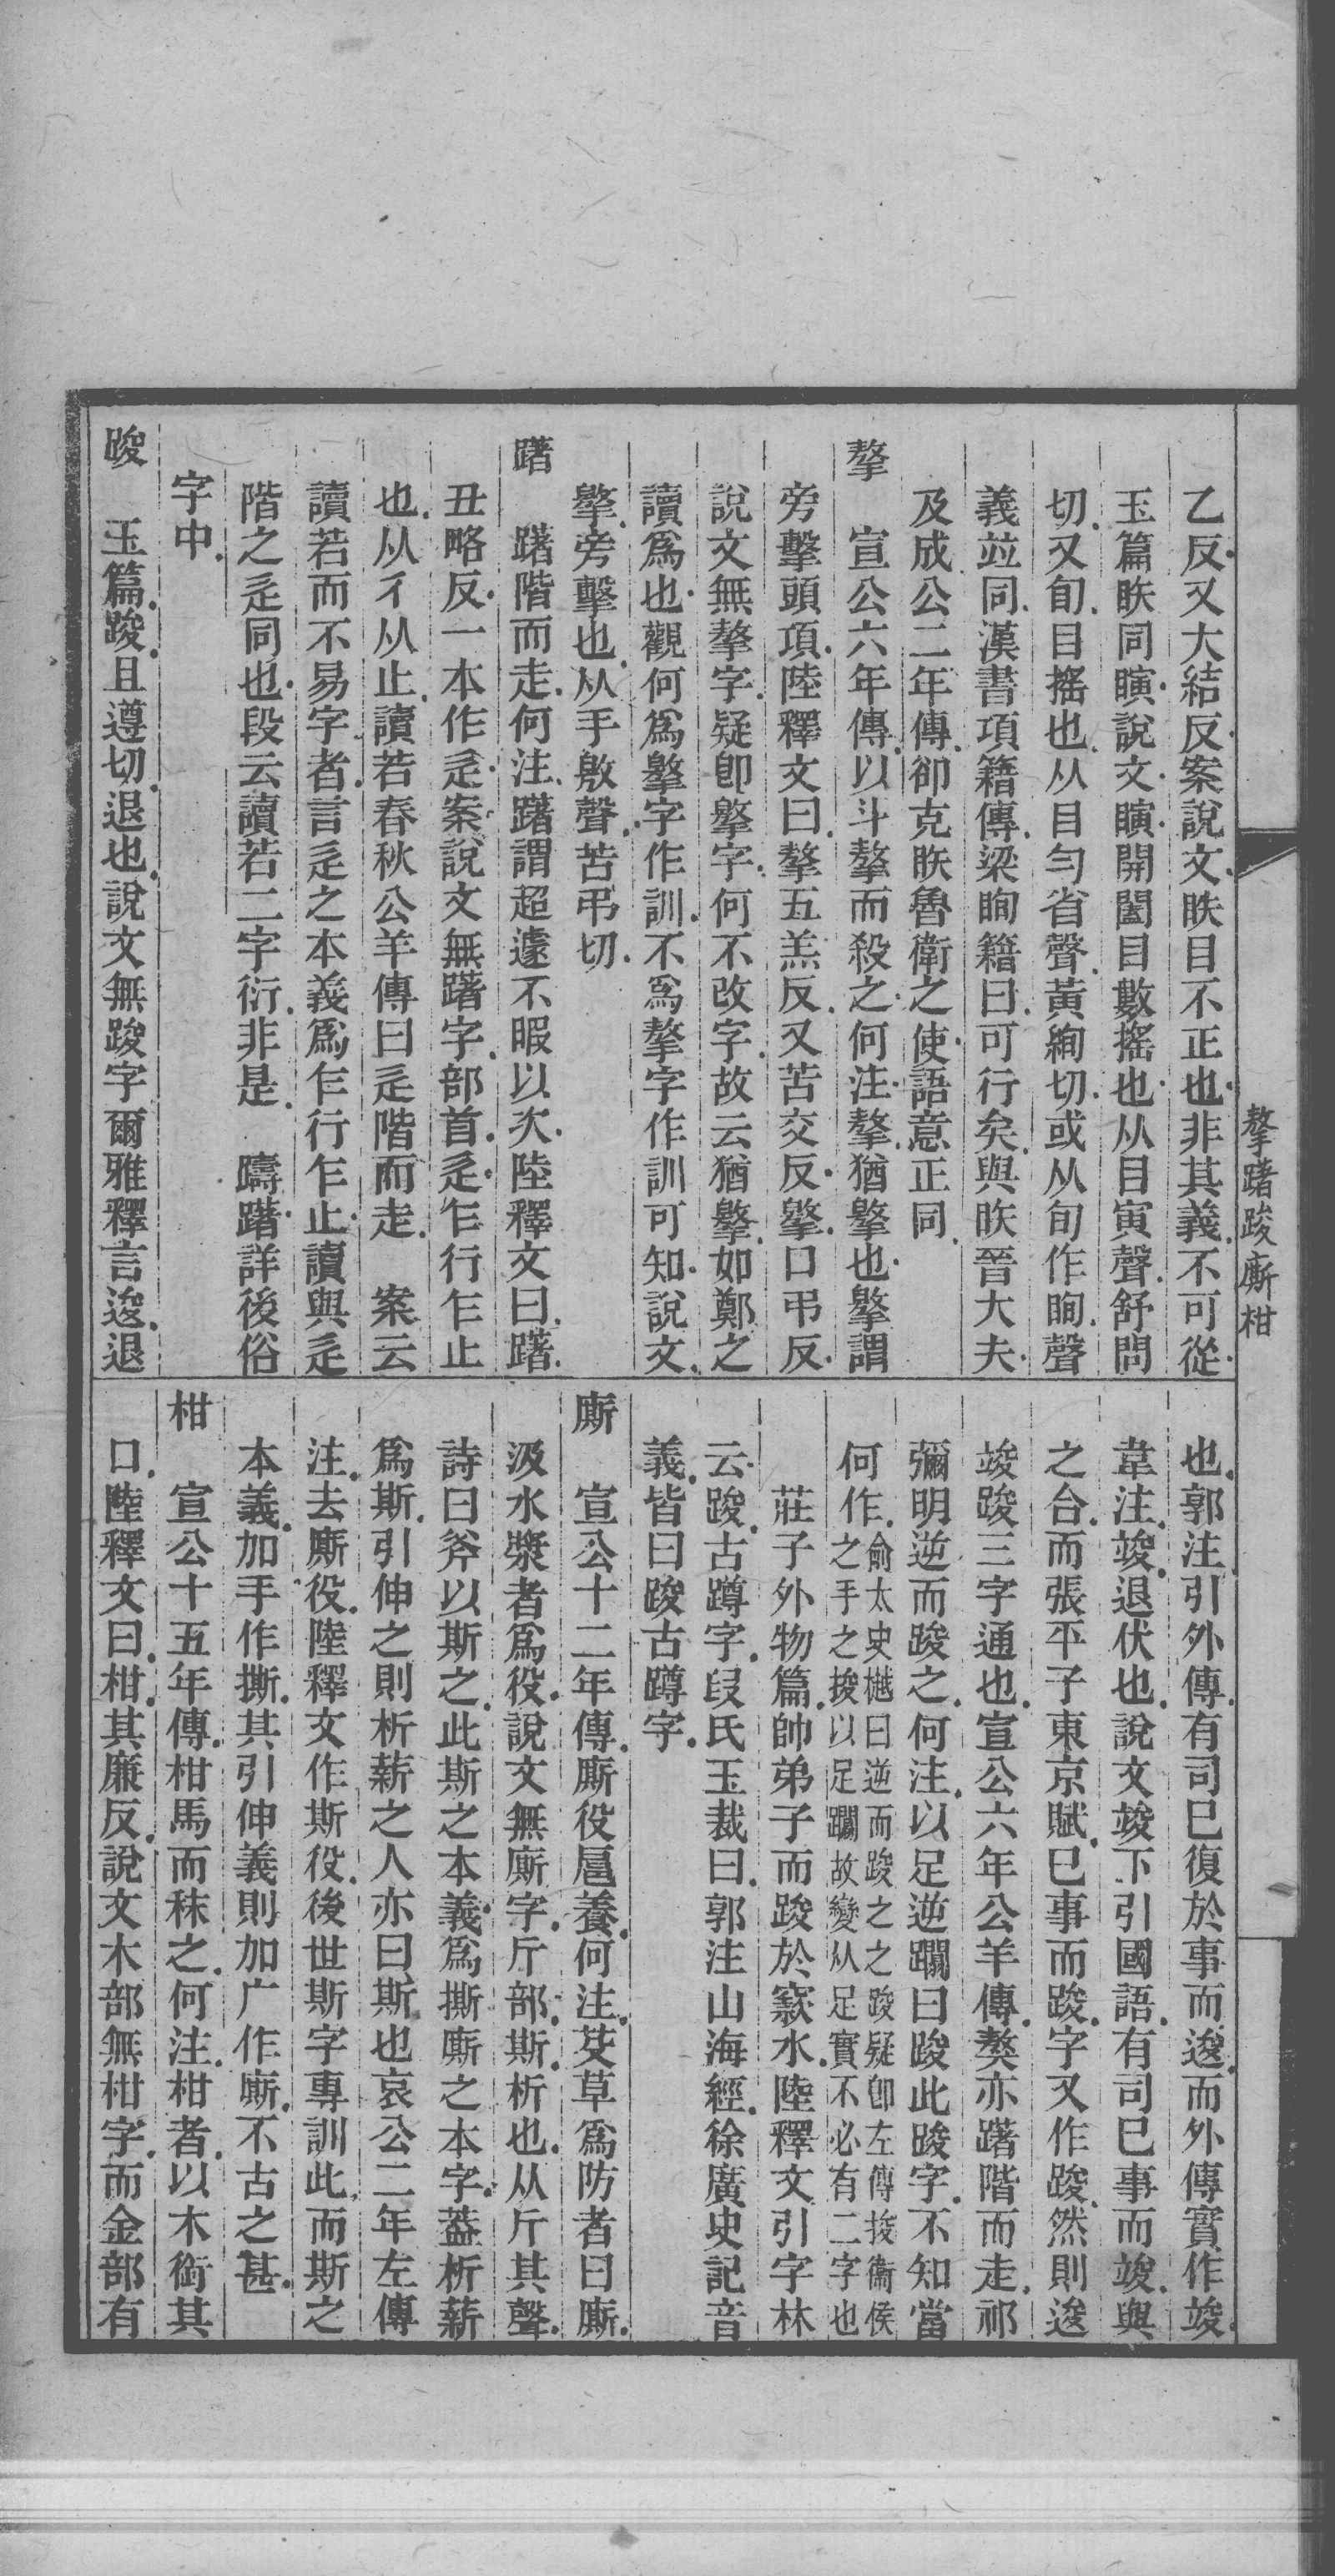 摮躇踆廝柑
乙反又大結反案說文眣目不正也非其義不可從
玉篇眣同瞚說文瞚開闔目數搖也从目寅聲舒問
切又旬目搖也从目勻省聲黃絢切或从旬作眴聲
義竝同漢書項籍傳梁眴籍曰可行矣與眣晉大夫
及成公二年傳郤克眣魯衛之使語意正同
摮
宣公六年傳以斗摮而殺之何注摮猶擊也擊謂
旁擊頭項陸釋文曰摮五羔反又苦交反擊口弔反
說文無摮字疑卽擊字何不改字故云猶擊如鄭之
讀爲也觀何爲擊字作訓不爲摮字作訓可知說文
擊旁擊也从手敫聲苦弔切
躇
躇階而走何注躇謂超遽不暇以次陸釋文曰躇
丑略反一本作辵案說文無躇字部首辵乍行乍止
也从彳从止讀若春秋公羊傳曰辵階而走　案云
讀若而不易字者言辵之本義爲乍行乍止讀與辵
階之辵同也段云讀若二字衍非是　躊躇詳後俗
字中
踆
玉篇踆且遵切退也說文無踆字爾雅釋言逡退
也郭注引外傳有司巳復於事而逡而外傳實作竣
韋注竣退伏也說文竣下引國語有司巳事而竣與
之合而張平子東京賦巳事而踆字又作踆然則逡
竣踆三字通也宣公六年公羊傳獒亦躇階而走祁
彌明逆而踆之何注以足逆躢曰踆此踆字不知當
何作俞太史樾曰逆而踆之之踆疑卽左傳捘衞侯
之手之捘以足躢故變从足實不必有二字也
莊子外物篇帥弟子而踆於窾水陸釋文引字林
云踆古蹲字段氏玉裁曰郭注山海經徐廣史記音
義皆曰踆古蹲字
廝
宣公十二年傳廝役扈養何注艾草爲防者曰廝
汲水漿者爲役說文無廝字斤部斯析也从斤其聲
詩曰斧以斯之此斯之本義爲撕廝之本字葢析薪
爲斯引伸之則析薪之人亦曰斯也哀公二年左傳
注去廝役陸釋文作斯役後世斯字專訓此而斯之
本義加手作撕其引伸義則加广作廝不古之甚
柑
宣公十五年傳柑馬而秣之何注柑者以木銜其
口陸釋文曰柑其廉反說文木部無柑字而金部有